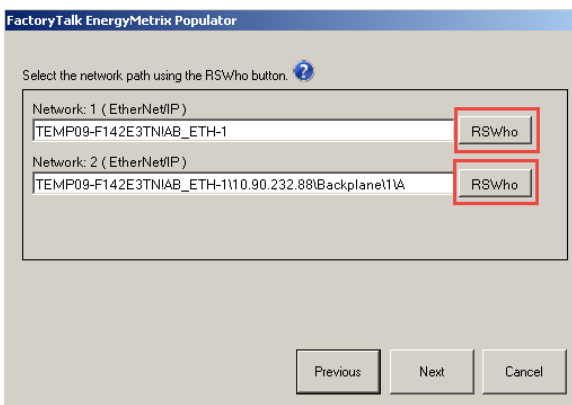 FactoryTalk EnergyMetrix Populator
Select the network path using the RSWho button. ?
Network: 1 ( EtherNet/IP )
TEMP09-F142E3TN!AB_ETH-1 RSWho
Network: 2 ( EtherNet/IP )
TEMP09-F142E3TN!AB_ETH-1\10.90.232.88\Backplane\1\A RSWho
Previous Next Cancel